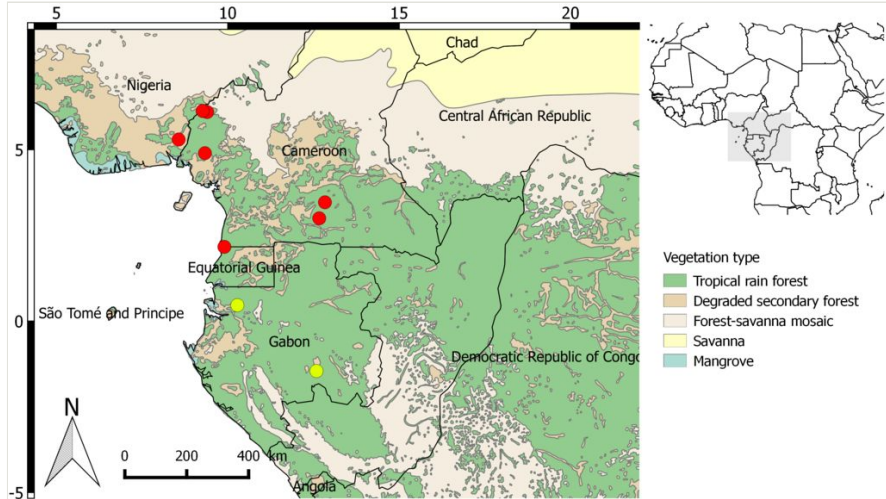 5 10 15 20
Chad
Nigeria
Central African Republic
5
Cameroon
Equatorial Guinea
São Tomé and Principe
0
Gabon
Democratic Republic of Congo
N
0 200 400 km
Angola
-5
Vegetation type
Tropical rain forest
Degraded secondary forest
Forest-savanna mosaic
Savanna
Mangrove